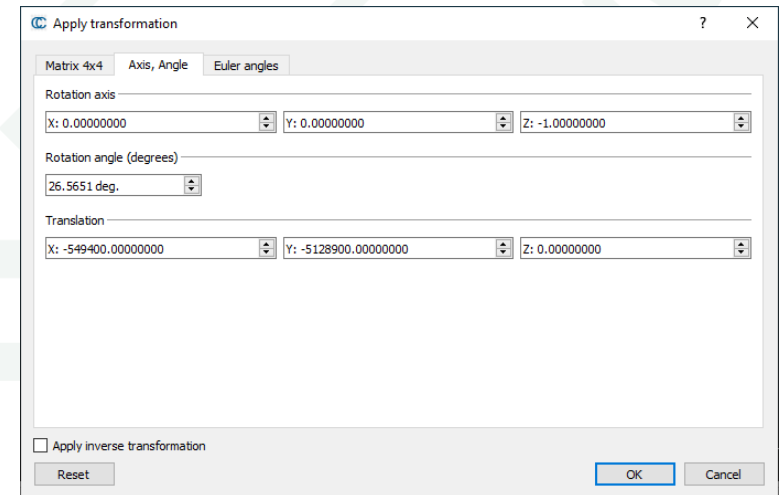 Apply transformation
Matrix 4x4 Axis, Angle Euler angles
Rotation axis
X: 0.00000000 Y: 0.00000000 Z: -1.00000000
Rotation angle (degrees)
26.5651 deg.
Translation
X: -549400.00000000 Y: -5128900.00000000 Z: 0.00000000
Apply inverse transformation
Reset OK Cancel